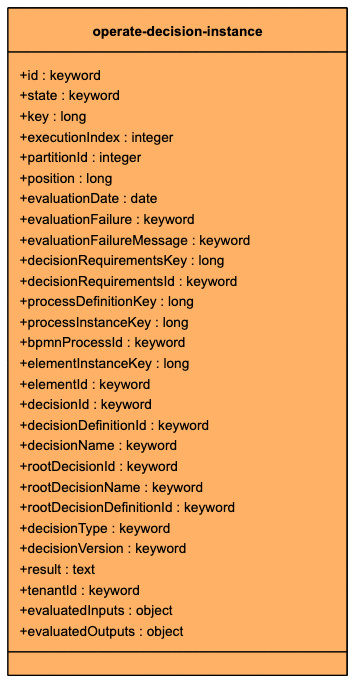 operate-decision-instance
+id : keyword
+state : keyword
+key : long
+executionIndex : integer
+partitionId : integer
+position : long
+evaluationDate : date
+evaluationFailure : keyword
+evaluationFailureMessage : keyword
+decisionRequirementsKey : long
+decisionRequirementsId : keyword
+processDefinitionKey : long
+processInstanceKey : long
+bpmnProcessId : keyword
+elementInstanceKey : long
+elementId : keyword
+decisionId : keyword
+decisionDefinitionId : keyword
+decisionName : keyword
+rootDecisionId : keyword
+rootDecisionName : keyword
+rootDecisionDefinitionId : keyword
+decisionType : keyword
+decisionVersion : keyword
+result : text
+tenantId : keyword
+evaluatedInputs : object
+evaluatedOutputs : object